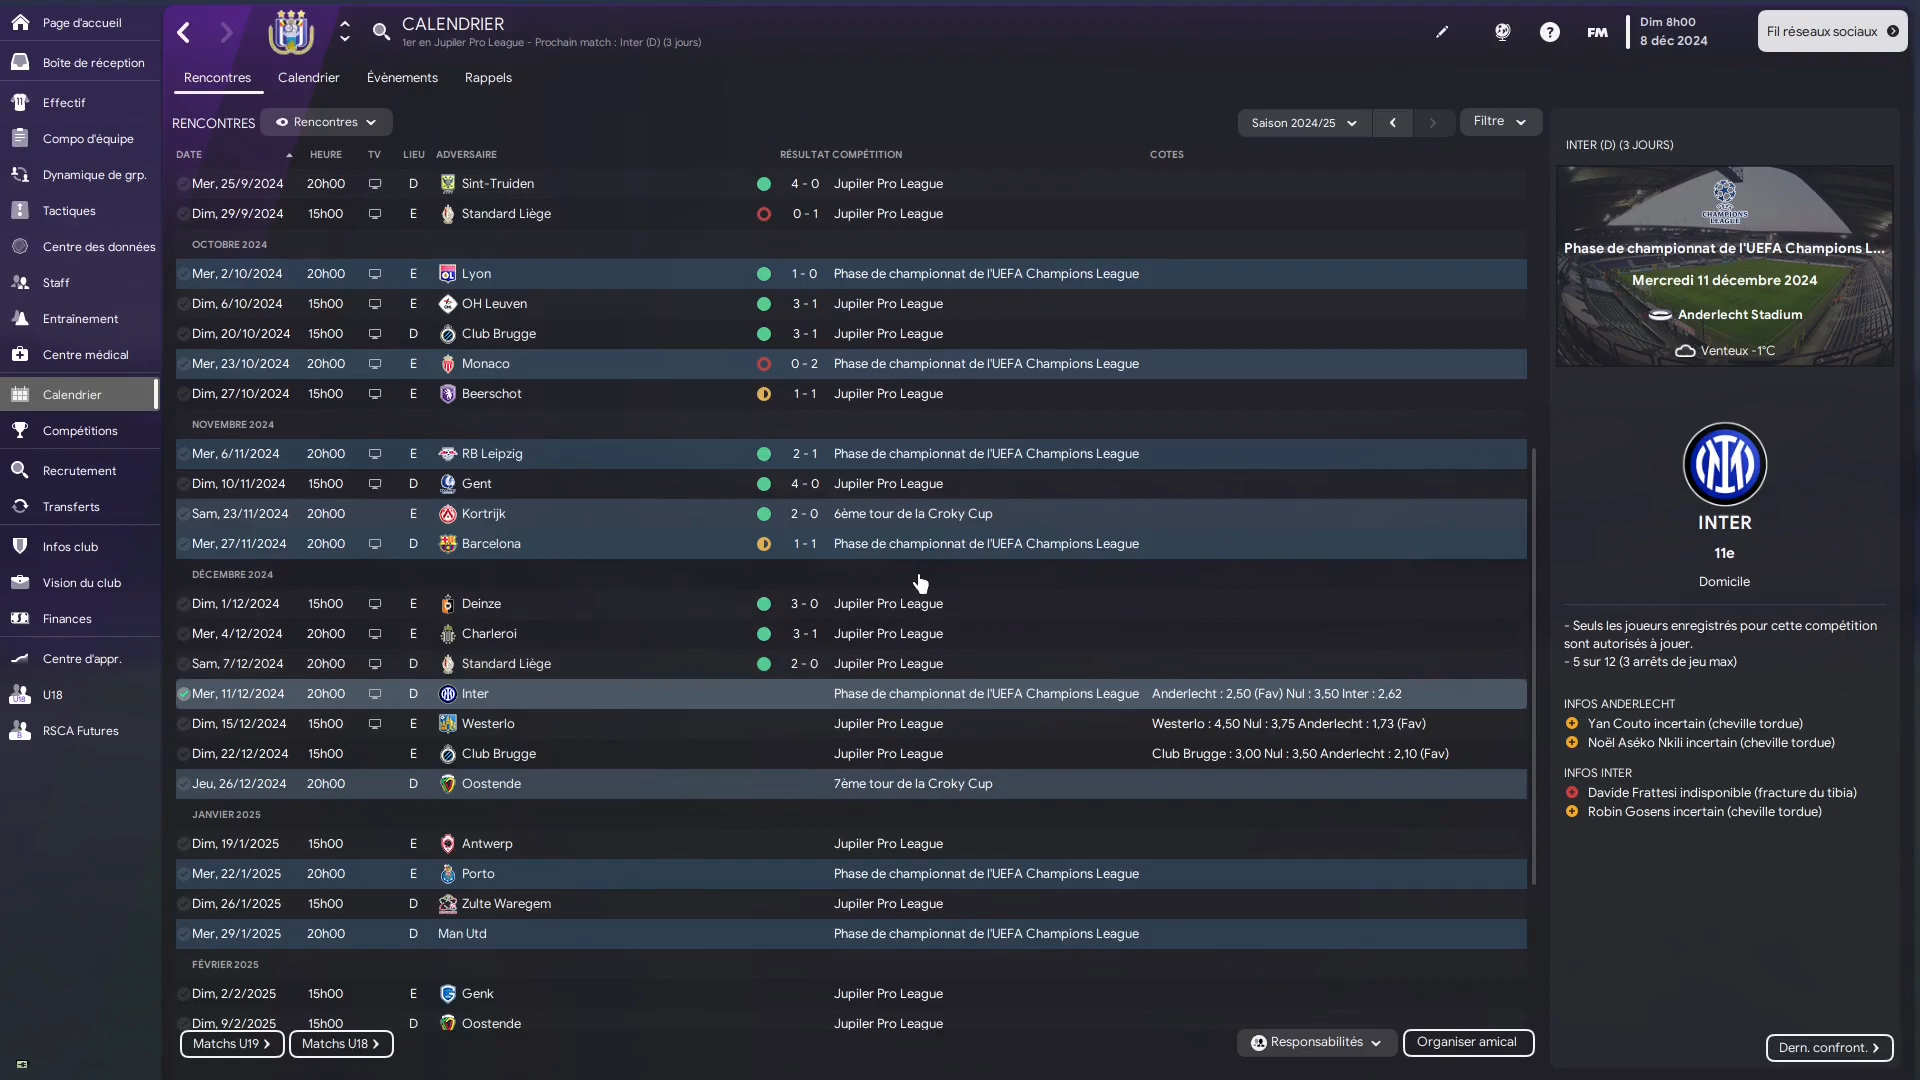 Page d'accueil
Boîte de réception
Effectif
Compo d'équipe
Dynamique de grp.
Tactiques
Centre des données
Staff
Entraînement
Centre médical
Calendrier
Compétitions
Recrutement
Transferts
Infos club
Vision du club
Finances
Centre d'appr.
U18
RSCA Futures
CALENDRIER
1er en Jupiler Pro League - Prochain match : Inter (D) (3 jours)
FM
Dim 8h00
8 déc 2024
Fil réseaux sociaux
Rencontres Calendrier Évènements Rappels
RENCONTRES Rencontres Saison 2024/25 Filtre
DATE HEURE TV LIEU ADVERSAIRE RÉSULTAT COMPÉTITION COTES
Mer, 25/9/2024 20h00 D Sint-Truiden 4 - 0 Jupiler Pro League
Dim, 29/9/2024 15h00 E Standard Liège 0 - 1 Jupiler Pro League
OCTOBRE 2024
Mer, 2/10/2024 20h00 E Lyon 1 - 0 Phase de championnat de l'UEFA Champions League
Dim, 6/10/2024 15h00 E OH Leuven 3 - 1 Jupiler Pro League
Dim, 20/10/2024 15h00 D Club Brugge 3 - 1 Jupiler Pro League
Mer, 23/10/2024 20h00 E Monaco 0 - 2 Phase de championnat de l'UEFA Champions League
Dim, 27/10/2024 15h00 E Beerschot 1 - 1 Jupiler Pro League
NOVEMBRE 2024
Mer, 6/11/2024 20h00 E RB Leipzig 2 - 1 Phase de championnat de l'UEFA Champions League
Dim, 10/11/2024 15h00 D Gent 4 - 0 Jupiler Pro League
Sam, 23/11/2024 20h00 E Kortrijk 2 - 0 6ème tour de la Croky Cup
Mer, 27/11/2024 20h00 D Barcelona 1 - 1 Phase de championnat de l'UEFA Champions League
DÉCEMBRE 2024
Dim, 1/12/2024 15h00 E Deinze 3 - 0 Jupiler Pro League
Mer, 4/12/2024 20h00 E Charleroi 3 - 1 Jupiler Pro League
Sam, 7/12/2024 20h00 D Standard Liège 2 - 0 Jupiler Pro League
Mer, 11/12/2024 20h00 D Inter Phase de championnat de l'UEFA Champions League Anderlecht : 2,50 (Fav) Nul : 3,50 Inter : 2,62
Dim, 15/12/2024 15h00 E Westerlo Jupiler Pro League Westerlo : 4,50 Nul : 3,75 Anderlecht : 1,73 (Fav)
Dim, 22/12/2024 15h00 E Club Brugge Jupiler Pro League Club Brugge : 3,00 Nul : 3,50 Anderlecht : 2,10 (Fav)
Jeu, 26/12/2024 20h00 D Oostende 7ème tour de la Croky Cup
JANVIER 2025
Dim, 19/1/2025 15h00 E Antwerp Jupiler Pro League
Mer, 22/1/2025 20h00 E Porto Phase de championnat de l'UEFA Champions League
Dim, 26/1/2025 15h00 D Zulte Waregem Jupiler Pro League
Mer, 29/1/2025 20h00 D Man Utd Phase de championnat de l'UEFA Champions League
FÉVRIER 2025
Dim, 2/2/2025 15h00 E Genk Jupiler Pro League
Dim, 9/2/2025 15h00 D Oostende Jupiler Pro League
Matchs U19 Matchs U18 Responsabilités Organiser amical
INTER (D) (3 JOURS)
CHAMPIONS
LEAGUE
Phase de championnat de l'UEFA Champions L...
Mercredi 11 décembre 2024
Anderlecht Stadium
Venteux -1°C
INTER
11e
Domicile
- Seuls les joueurs enregistrés pour cette compétition
sont autorisés à jouer.
- 5 sur 12 (3 arrêts de jeu max)
INFOS ANDERLECHT
Yan Couto incertain (cheville tordue)
Noël Aséko Nkili incertain (cheville tordue)
INFOS INTER
Davide Frattesi indisponible (fracture du tibia)
Robin Gosens incertain (cheville tordue)
Dern. confront.